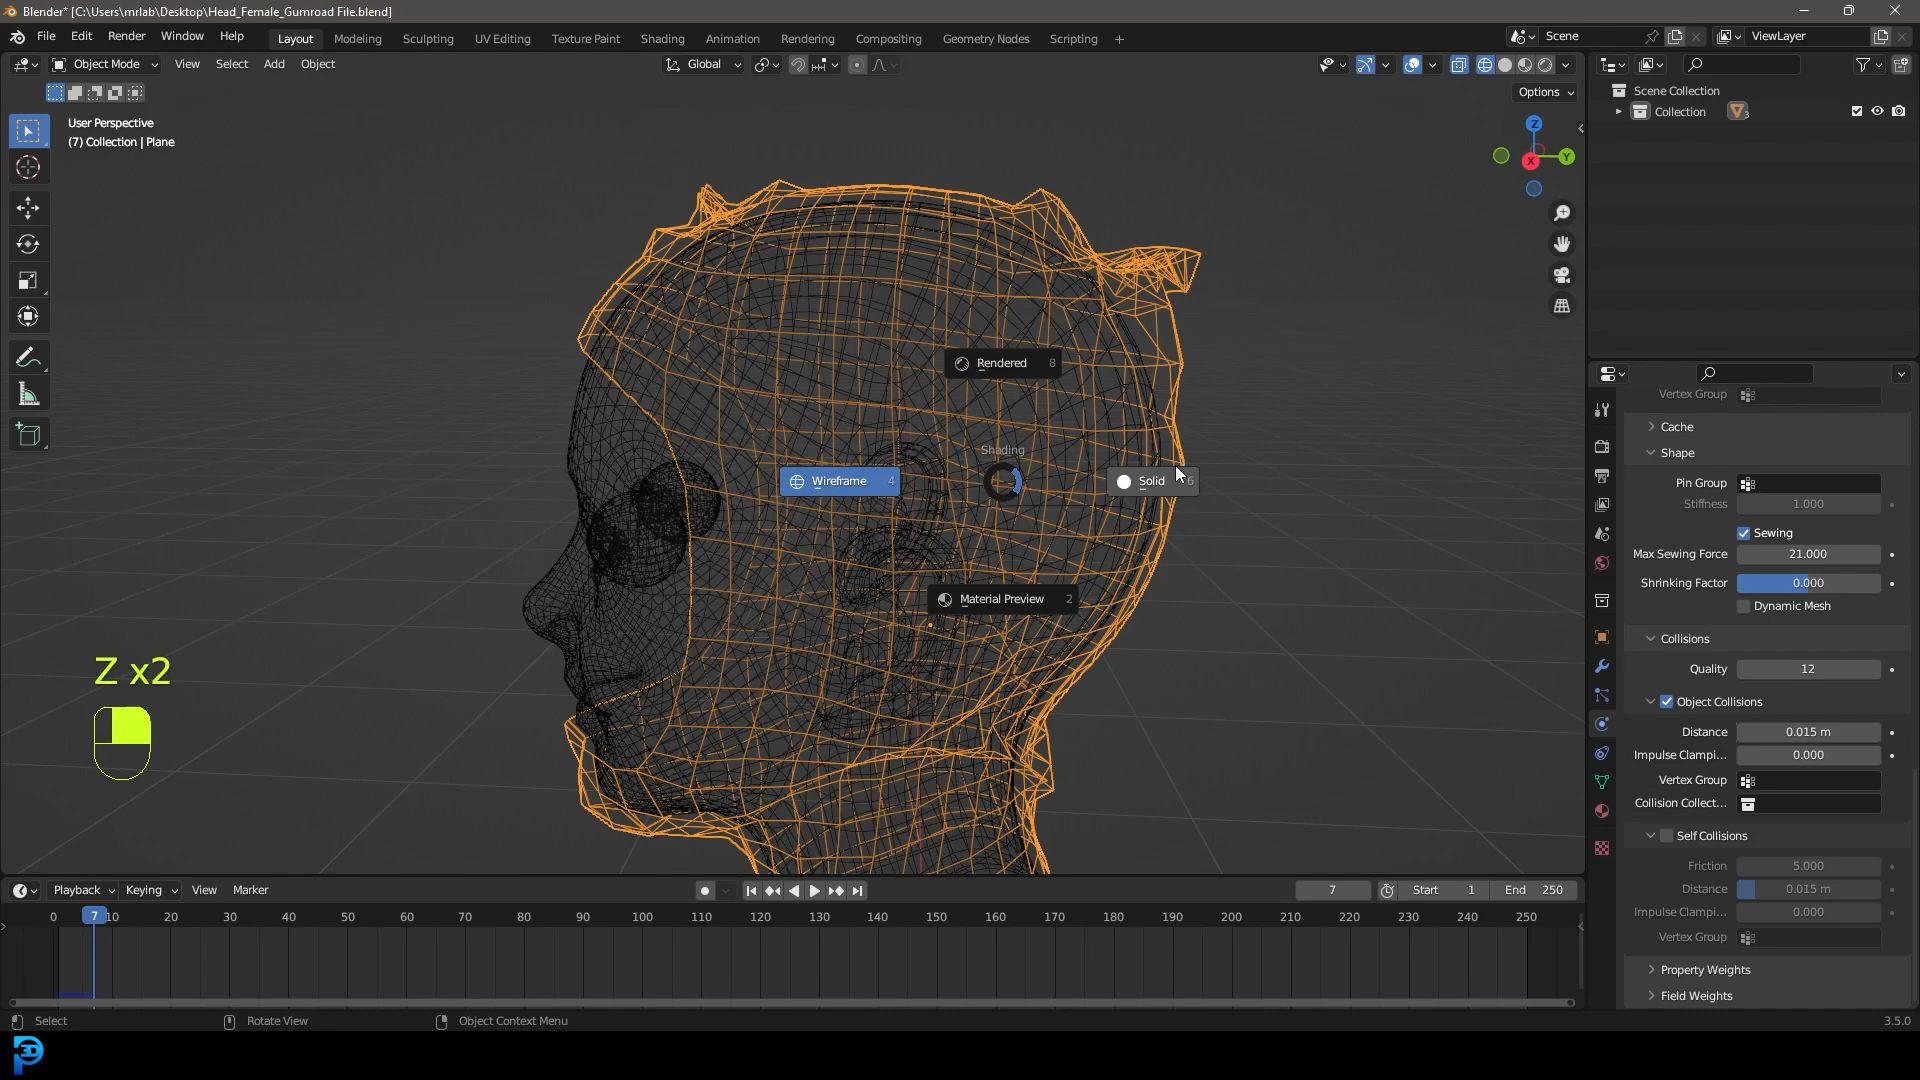 Blender* [C:\Users\mrlab\Desktop\Head_Female_Gumroad File.blend]
File Edit Render Window Help Layout Modeling Sculpting UV Editing Texture Paint Shading Animation Rendering Compositing Geometry Nodes Scripting + Scene ViewLayer
Object Mode View Select Add Object Global
Options
User Perspective
(7) Collection | Plane
Z
Y
X
Scene Collection
Collection 3
Rendered 8
Shading
Wireframe 4
Solid 6
Material Preview 2
Z x2
Vertex Group
Cache
Shape
Pin Group
Stiffness 1.000
Sewing
Max Sewing Force 21.000
Shrinking Factor 0.000
Dynamic Mesh
Collisions
Quality 12
Object Collisions
Distance 0.015 m
Impulse Clampi... 0.000
Vertex Group
Collision Collect...
Self Collisions
Friction 5.000
Distance 0.015 m
Impulse Clampi... 0.000
Vertex Group
Property Weights
Field Weights
Playback Keying View Marker 7 Start 1 End 250
0 7 10 20 30 40 50 60 70 80 90 100 110 120 130 140 150 160 170 180 190 200 210 220 230 240 250
Select Rotate View Object Context Menu 3.5.0
P3D